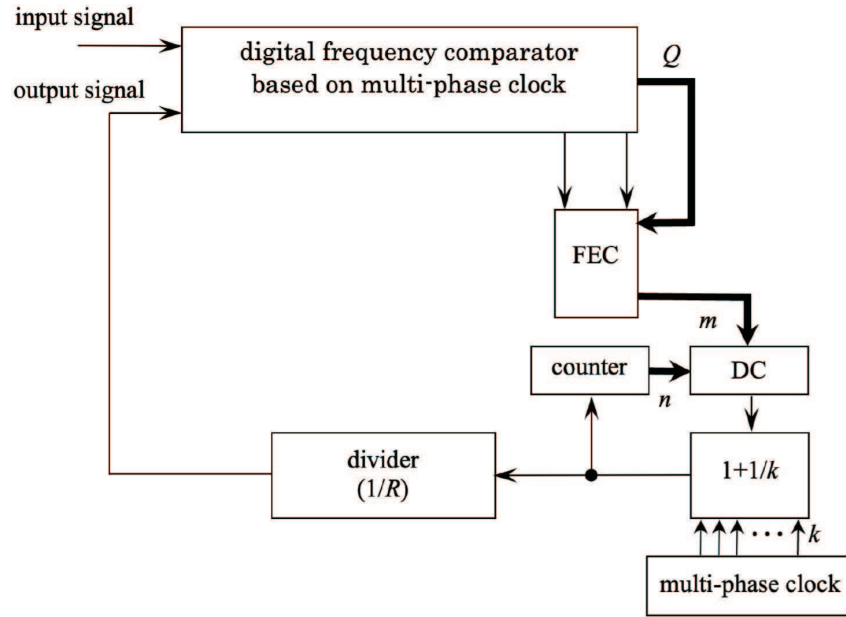 input signal
output signal
digital frequency comparator
based on multi-phase clock
Q
FEC
m
counter
n
DC
divider
(1/R)
1+1/k
··· k
multi-phase clock